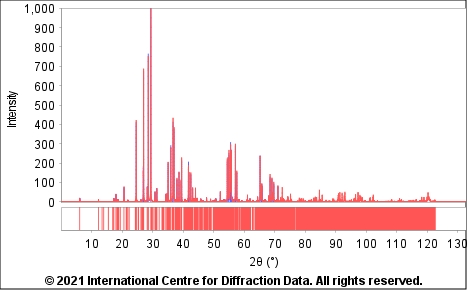 1,000
900
800
700
600
500
400
300
200
100
0
Intensity
10 20 30 40 50 60 70 80 90 100 110 120 130
2θ (°)
© 2021 International Centre for Diffraction Data. All rights reserved.